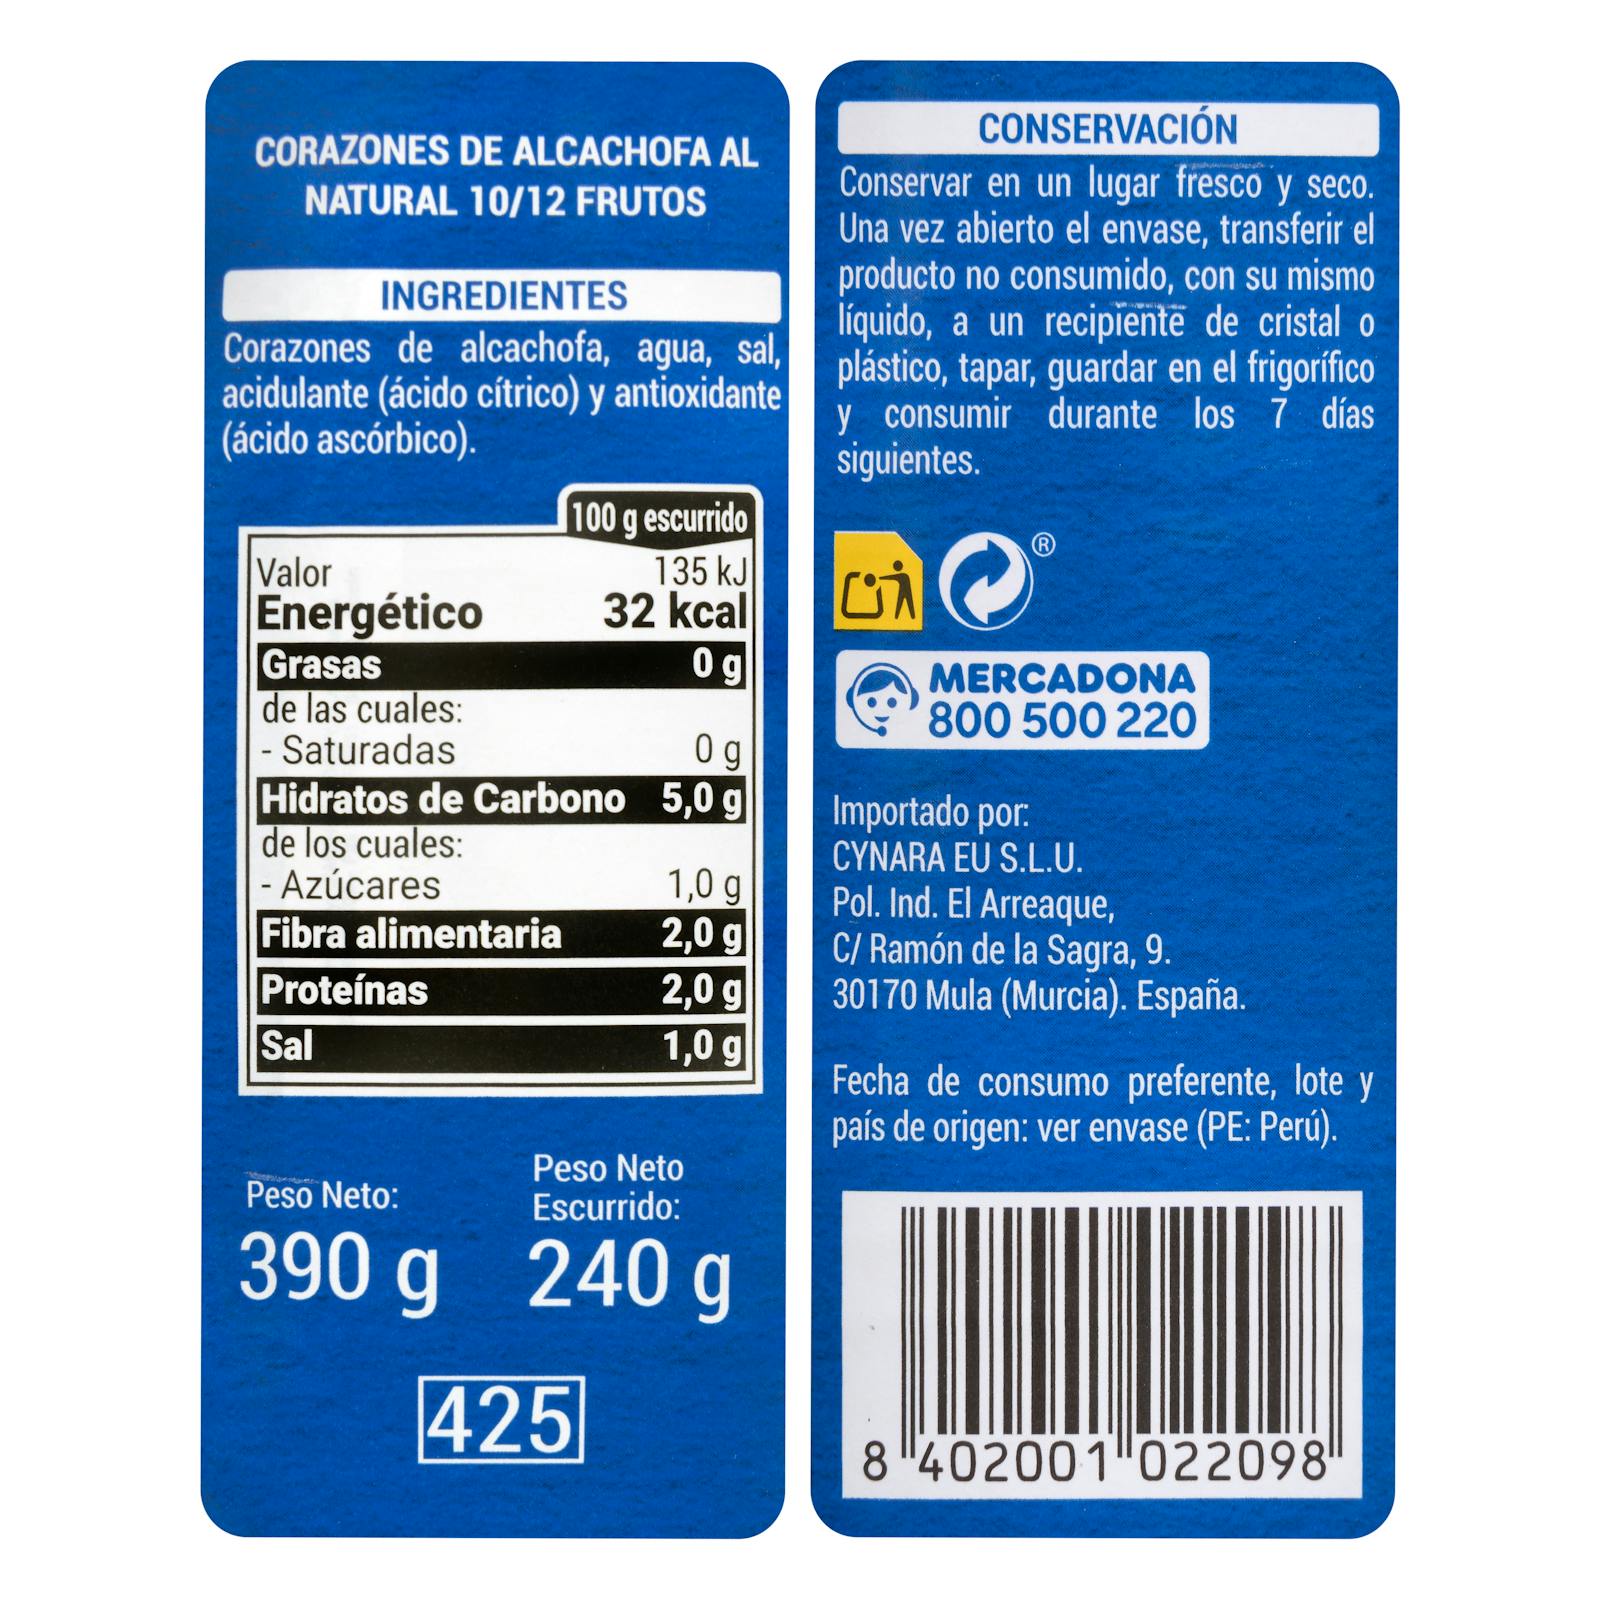 CORAZONES DE ALCACHOFA AL
NATURAL 10/12 FRUTOS
INGREDIENTES
Corazones de alcachofa, agua, sal,
acidulante (ácido cítrico) y antioxidante
(ácido ascórbico).
100 g escurrido
Valor 135 kJ
Energético 32 kcal
Grasas 0 g
de las cuales:
- Saturadas 0 g
Hidratos de Carbono 5,0 g
de los cuales:
- Azúcares 1,0 g
Fibra alimentaria 2,0 g
Proteínas 2,0 g
Sal 1,0 g
Peso Neto:
390 g
Peso Neto
Escurrido:
240 g
425
CONSERVACIÓN
Conservar en un lugar fresco y seco.
Una vez abierto el envase, transferir el
producto no consumido, con su mismo
líquido, a un recipiente de cristal o
plástico, tapar, guardar en el frigorífico
y consumir durante los 7 días
siguientes.
®
MERCADONA
800 500 220
Importado por:
CYNARA EU S.L.U.
Pol. Ind. El Arreaque,
C/ Ramón de la Sagra, 9.
30170 Mula (Murcia). España.
Fecha de consumo preferente, lote y
país de origen: ver envase (PE: Perú).
8 402001 022098